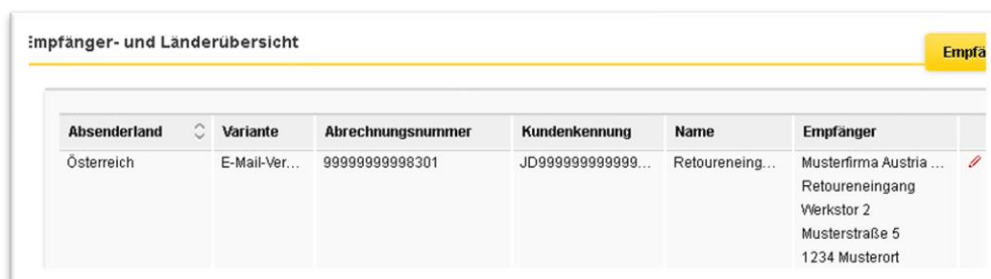 Empfänger- und Länderübersicht
Empfä
Absenderland Variante Abrechnungsnummer Kundenkennung Name Empfänger
Österreich E-Mail-Ver... 99999999998301 JD999999999999... Retoureneing... Musterfirma Austria ...
Retoureneingang
Werkstor 2
Musterstraße 5
1234 Musterort